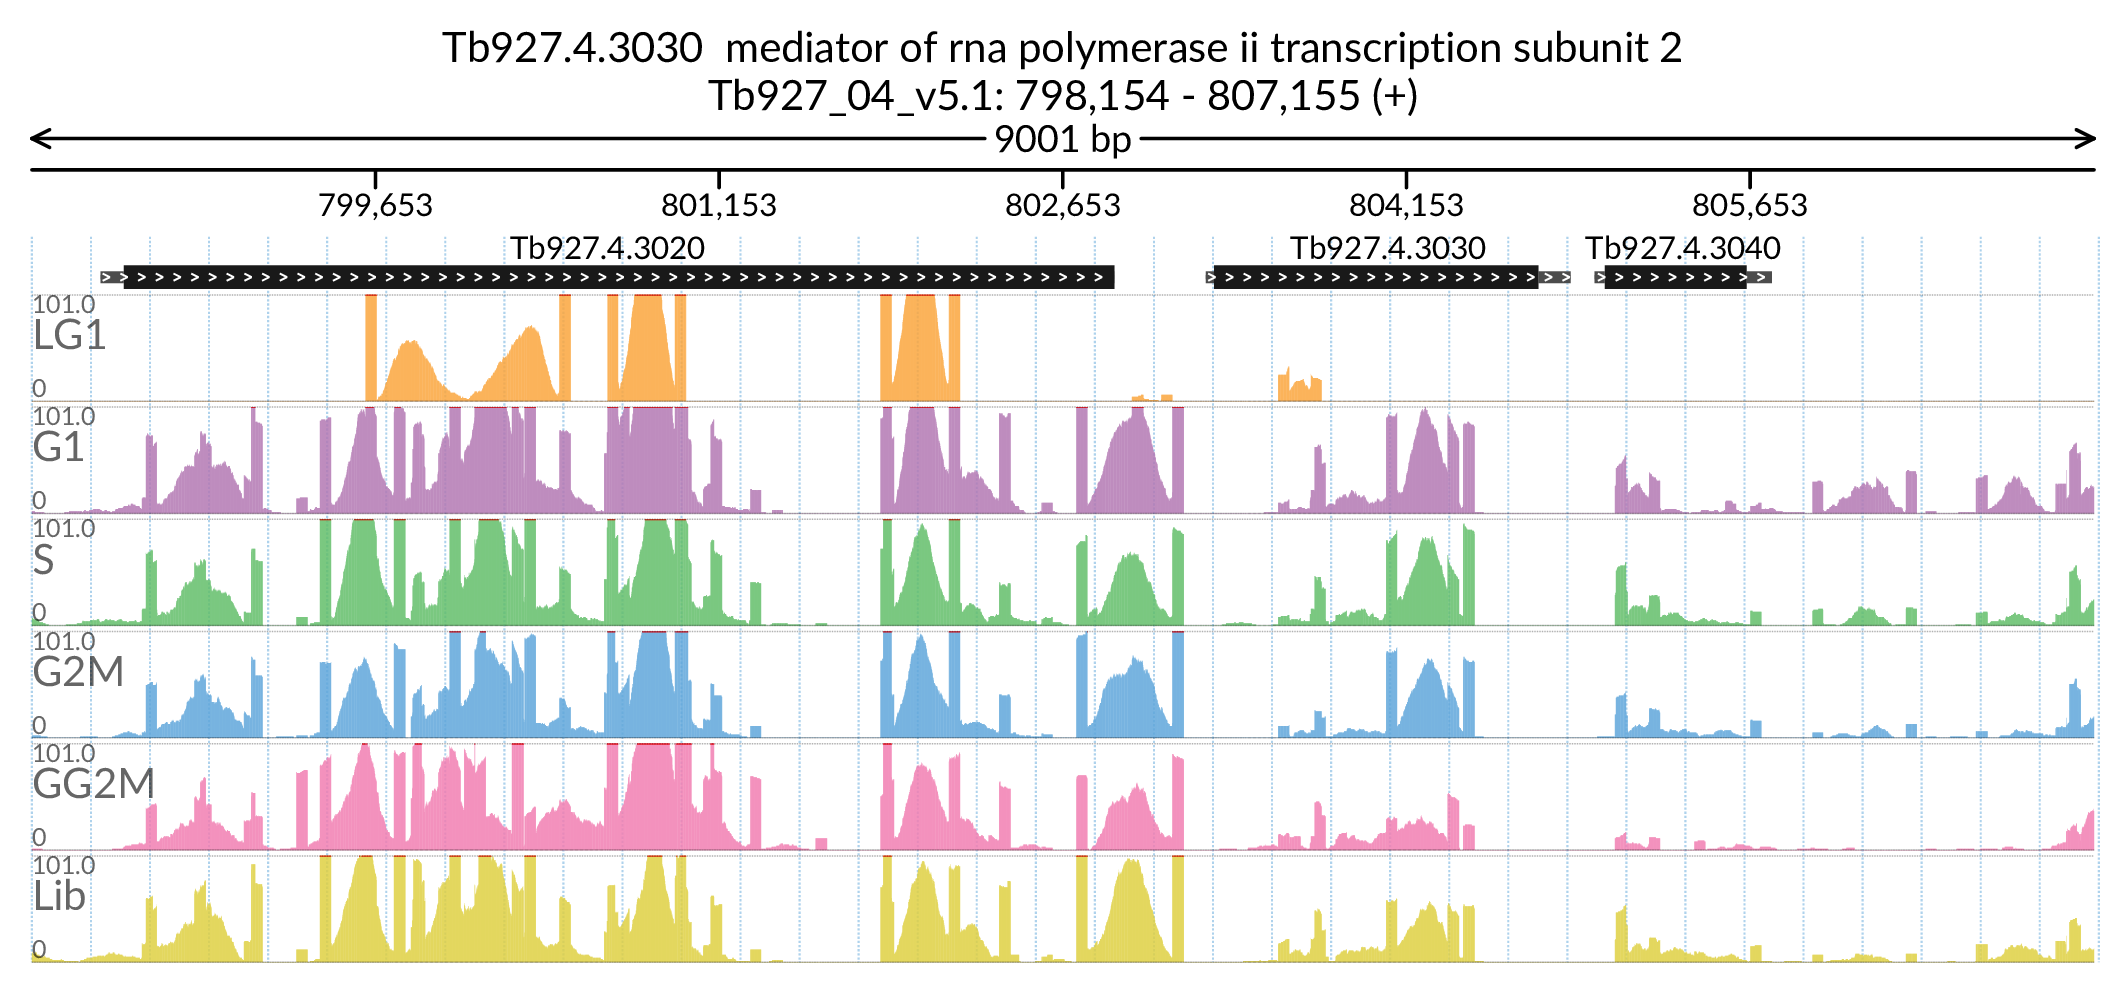 Tb927.4.3030  mediator of rna polymerase ii transcription subunit 2
Tb927_04_v5.1: 798,154 - 807,155 (+)
9001 bp
799,653 801,153 802,653 804,153 805,653
Tb927.4.3020 Tb927.4.3030 Tb927.4.3040
101.0
LG1
0
101.0
G1
0
101.0
S
0
101.0
G2M
0
101.0
GG2M
0
101.0
Lib
0